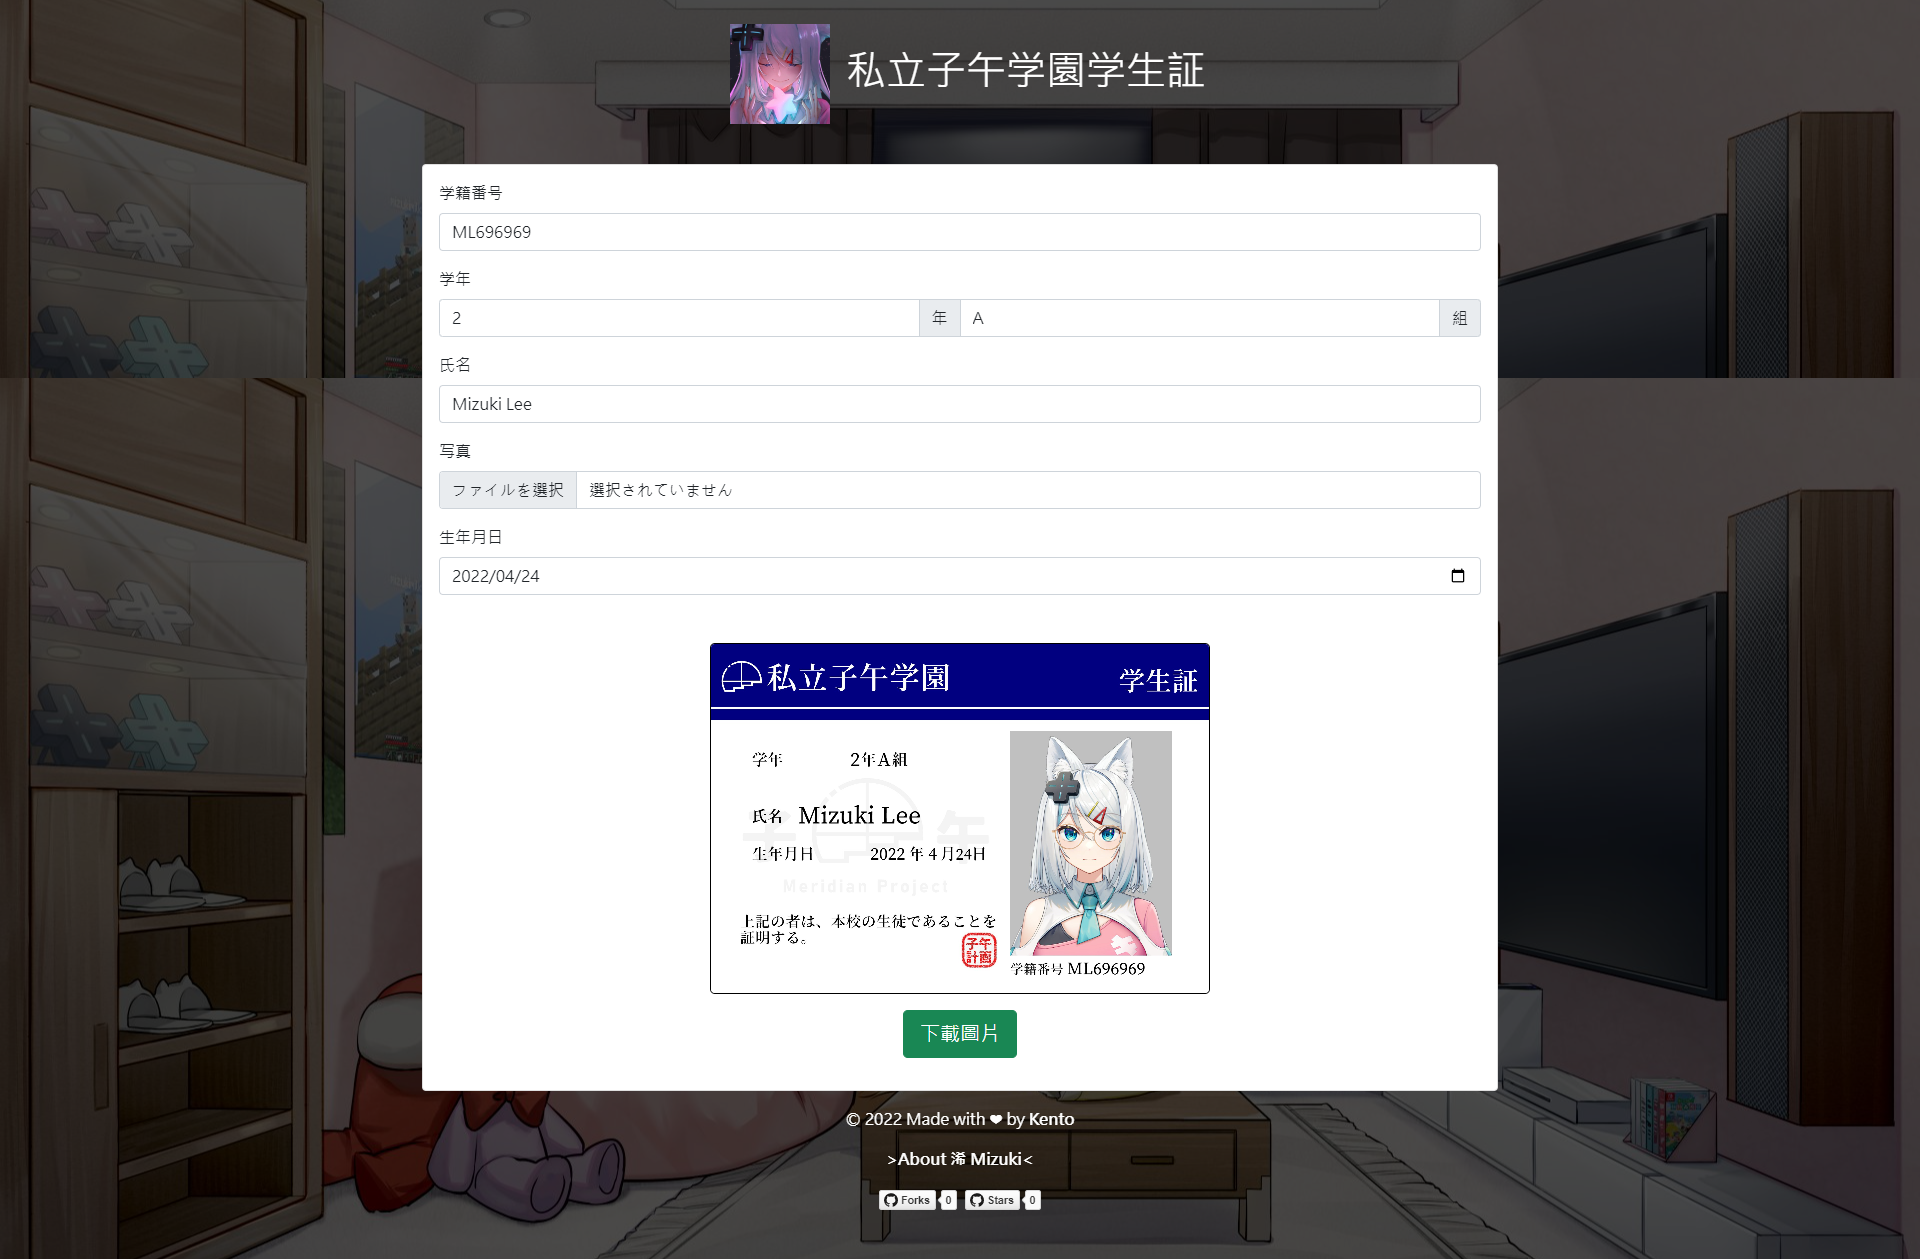 私立子午学園学生証
学籍番号
ML696969
学年
2 年 A 組
氏名
Mizuki Lee
写真
ファイルを選択 選択されていません
生年月日
2022/04/24
私立子午学園 学生証
学年 2年A組
氏名 Mizuki Lee
生年月日 2022 年 4 月24日
子 午
Meridian Project
上記の者は、本校の生徒であることを
証明する。
子午
計画
学籍番号 ML696969
下載圖片
© 2022 Made with ❤ by Kento
>About 浠 Mizuki<
Forks 0 Stars 0